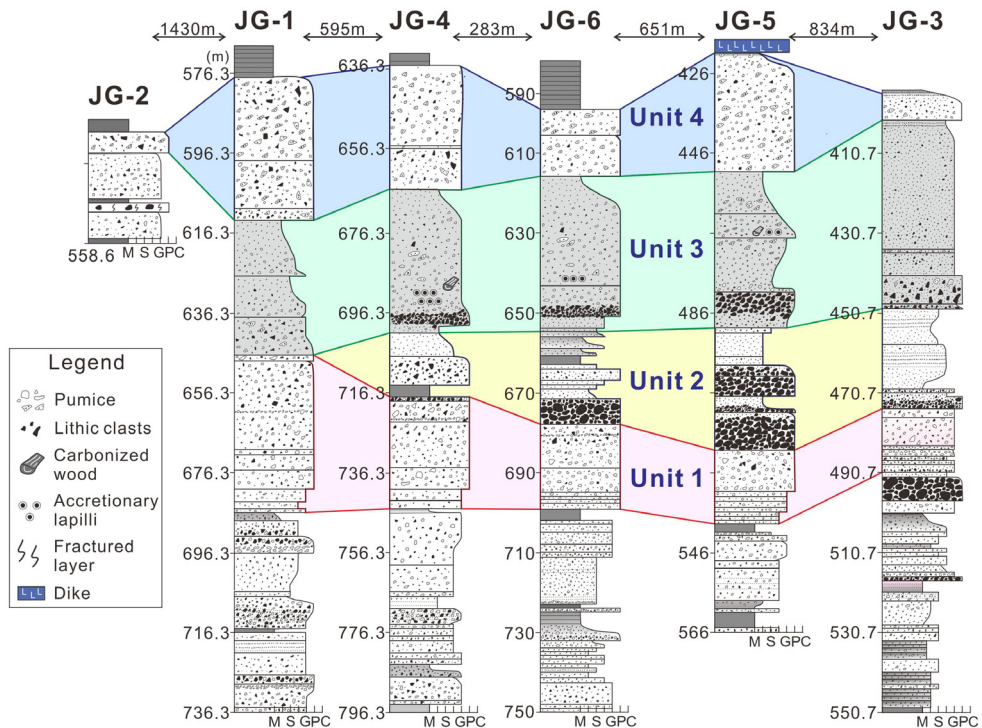 JG-1 JG-4 JG-6 JG-5 JG-3
1430m 595m 283m 651m 834m
(m)
JG-2
558.6
M S GPC
576.3
596.3
616.3
636.3
656.3
676.3
696.3
716.3
736.3
M S GPC
636.3
656.3
676.3
696.3
716.3
736.3
756.3
776.3
796.3
M S GPC
590
610
630
650
670
690
710
730
750
M S GPC
L L L L L L L
426
446
430.7
486
546
566
M S GPC
410.7
450.7
470.7
490.7
510.7
530.7
550.7
M S GPC
Unit 4
Unit 3
Unit 2
Unit 1
Legend
Pumice
Lithic clasts
Carbonized
wood
Accretionary
lapilli
Fractured
layer
L L L
Dike